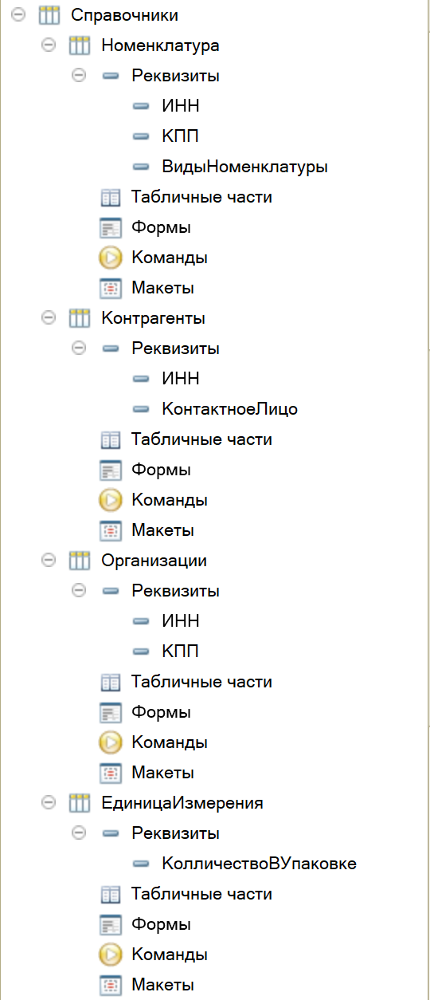 Справочники
Номенклатура
Реквизиты
ИНН
КПП
ВидыНоменклатуры
Табличные части
Формы
Команды
Макеты
Контрагенты
Реквизиты
ИНН
КонтактноеЛицо
Табличные части
Формы
Команды
Макеты
Организации
Реквизиты
ИНН
КПП
Табличные части
Формы
Команды
Макеты
ЕдиницаИзмерения
Реквизиты
КолличествоВУпаковке
Табличные части
Формы
Команды
Макеты